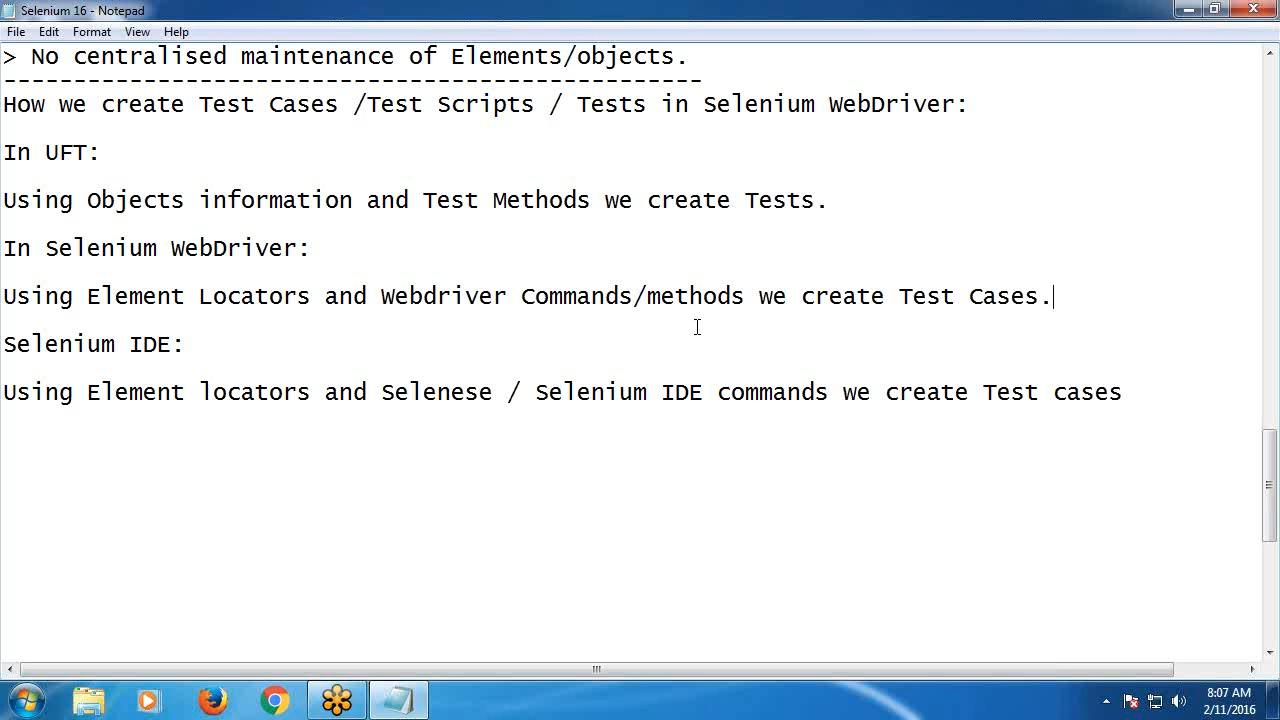 Selenium 16 - Notepad
File Edit Format View Help
> No centralised maintenance of Elements/objects.
--------------------------------------------------
How we create Test Cases /Test Scripts / Tests in Selenium WebDriver:
In UFT:
Using Objects information and Test Methods we create Tests.
In Selenium WebDriver:
Using Element Locators and Webdriver Commands/methods we create Test Cases.
Selenium IDE:
Using Element locators and Selenese / Selenium IDE commands we create Test cases
8:07 AM
2/11/2016